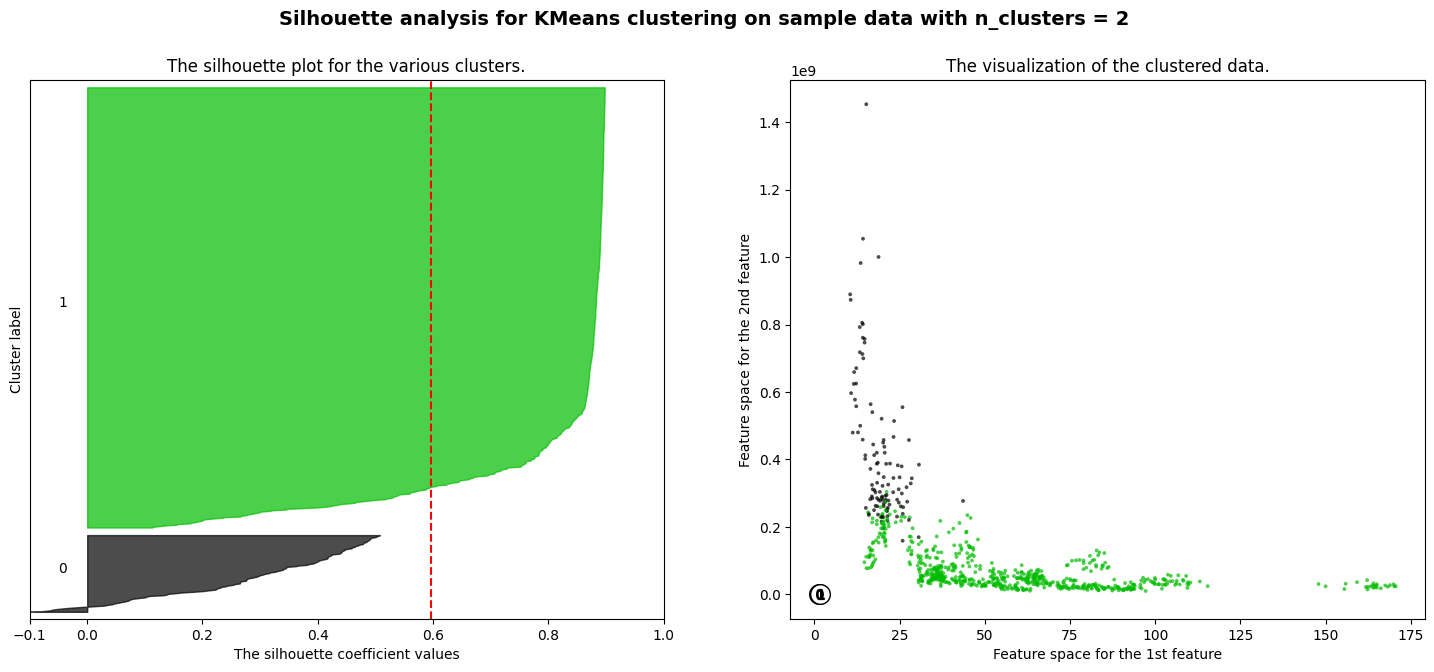 Silhouette analysis for KMeans clustering on sample data with n_clusters = 2
The silhouette plot for the various clusters.
1
0
Cluster label
−0.1 0.0 0.2 0.4 0.6 0.8 1.0
The silhouette coefficient values
The visualization of the clustered data.
1e9
1.4
1.2
1.0
0.8
0.6
0.4
0.2
0.0
Feature space for the 2nd feature
0 25 50 75 100 125 150 175
Feature space for the 1st feature